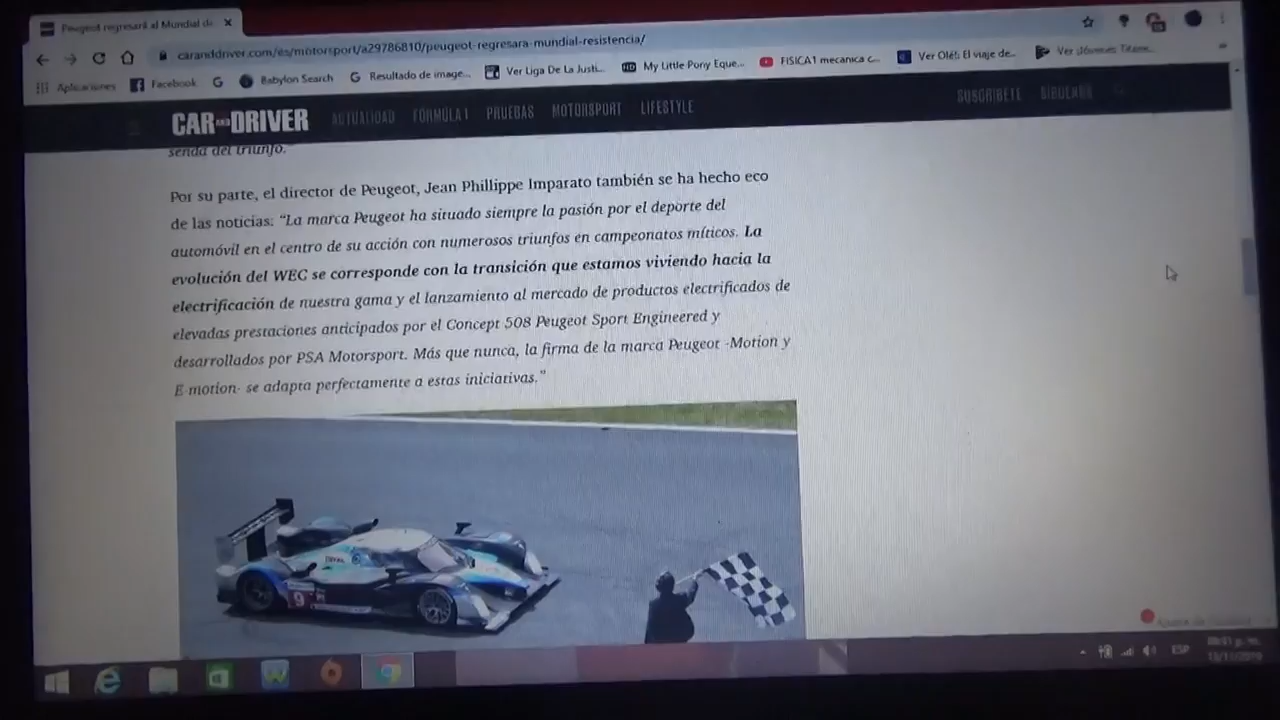 Peugeot regresará al Mundial de
caranddriver.com/es/motorsport/a29786810/peugeot-regresara-mundial-resistencia/
Aplicaciones
Facebook
Babylon Search
Resultado de image...
Ver Liga De La Justi...
My Little Pony Eque...
FISICA1 mecanica c...
Ver Olé!: El viaje de...
Ver ¡Jóvenes Titane...
CAR AND DRIVER
ACTUALIDAD
FÓRMULA 1
PRUEBAS
MOTORSPORT
LIFESTYLE
SUSCRÍBETE
SÍGUENOS
senda del triunfo.
Por su parte, el director de Peugeot, Jean Phillippe Imparato también se ha hecho eco
de las noticias: “La marca Peugeot ha situado siempre la pasión por el deporte del
automóvil en el centro de su acción con numerosos triunfos en campeonatos míticos. La
evolución del WEC se corresponde con la transición que estamos viviendo hacia la
electrificación de nuestra gama y el lanzamiento al mercado de productos electrificados de
elevadas prestaciones anticipados por el Concept 508 Peugeot Sport Engineered y
desarrollados por PSA Motorsport. Más que nunca, la firma de la marca Peugeot -Motion y
E-motion- se adapta perfectamente a estas iniciativas.”
9
ESP